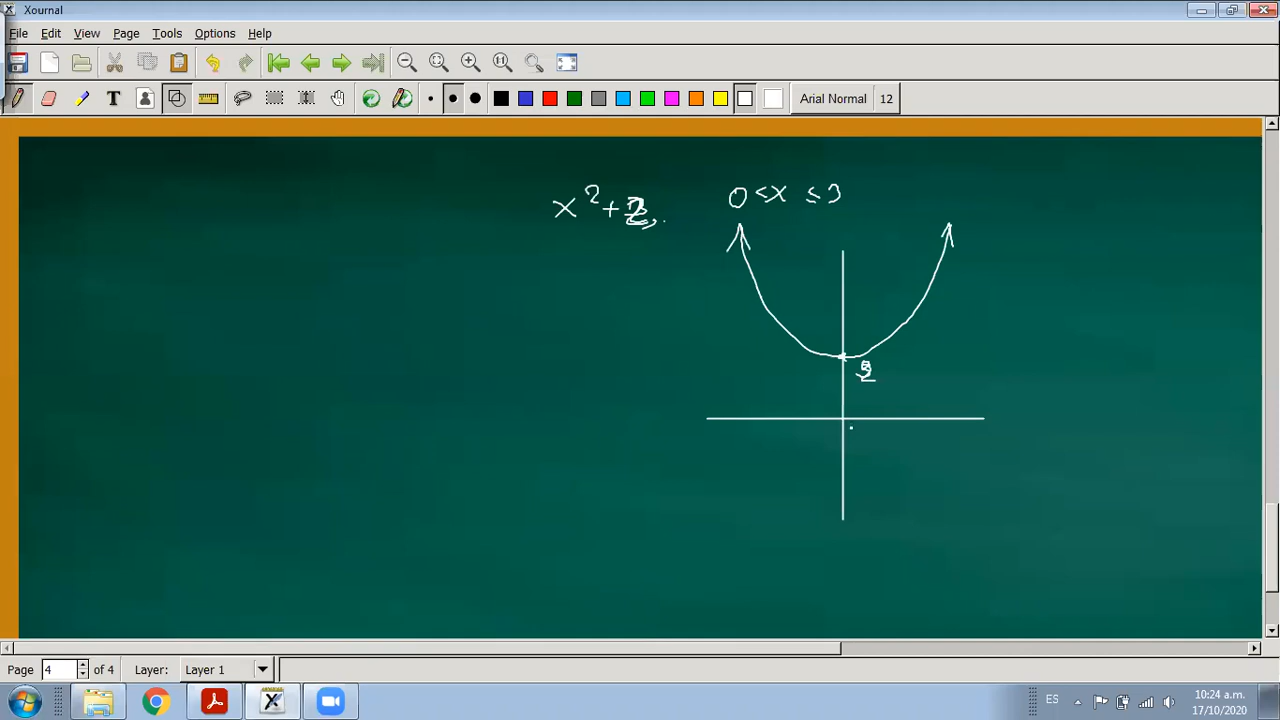 Xournal
File Edit View Page Tools Options Help
Arial Normal 12
x² + 2, 0 < x ≤ 3
2
Page 4 of 4 Layer: Layer 1
ES 10:24 a.m.
17/10/2020